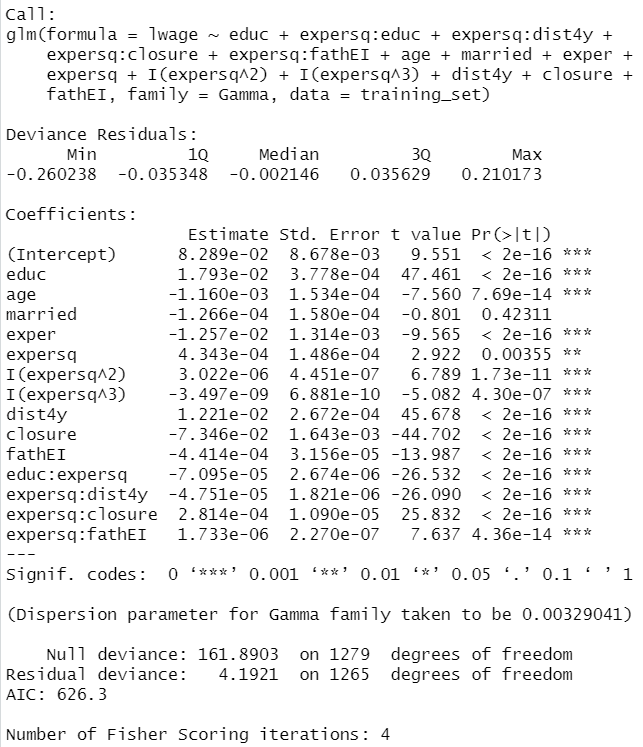 Call:
glm(formula = lwage ~ educ + expersq:educ + expersq:dist4y +
    expersq:closure + expersq:fathEI + age + married + exper +
    expersq + I(expersq^2) + I(expersq^3) + dist4y + closure +
    fathEI, family = Gamma, data = training_set)

Deviance Residuals:
      Min        1Q    Median        3Q       Max
-0.260238 -0.035348 -0.002146  0.035629  0.210173

Coefficients:
                 Estimate Std. Error t value Pr(>|t|)
(Intercept)     8.289e-02  8.678e-03   9.551  < 2e-16 ***
educ            1.793e-02  3.778e-04  47.461  < 2e-16 ***
age            -1.160e-03  1.534e-04  -7.560 7.69e-14 ***
married        -1.266e-04  1.580e-04  -0.801  0.42311
exper          -1.257e-02  1.314e-03  -9.565  < 2e-16 ***
expersq         4.343e-04  1.486e-04   2.922  0.00355 **
I(expersq^2)    3.022e-06  4.451e-07   6.789 1.73e-11 ***
I(expersq^3)   -3.497e-09  6.881e-10  -5.082 4.30e-07 ***
dist4y          1.221e-02  2.672e-04  45.678  < 2e-16 ***
closure        -7.346e-02  1.643e-03 -44.702  < 2e-16 ***
fathEI         -4.414e-04  3.156e-05 -13.987  < 2e-16 ***
educ:expersq   -7.095e-05  2.674e-06 -26.532  < 2e-16 ***
expersq:dist4y -4.751e-05  1.821e-06 -26.090  < 2e-16 ***
expersq:closure 2.814e-04  1.090e-05  25.832  < 2e-16 ***
expersq:fathEI  1.733e-06  2.270e-07   7.637 4.36e-14 ***
---
Signif. codes:  0 ‘***’ 0.001 ‘**’ 0.01 ‘*’ 0.05 ‘.’ 0.1 ‘ ’ 1

(Dispersion parameter for Gamma family taken to be 0.00329041)

    Null deviance: 161.8903  on 1279  degrees of freedom
Residual deviance:   4.1921  on 1265  degrees of freedom
AIC: 626.3

Number of Fisher Scoring iterations: 4